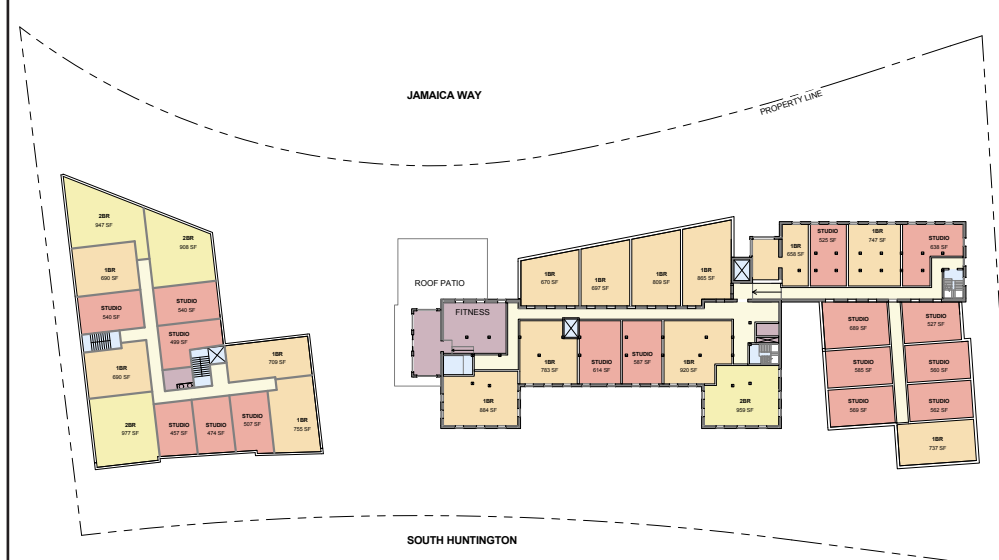 JAMAICA WAY
PROPERTY LINE
2BR
947 SF
2BR
908 SF
1BR
690 SF
STUDIO
540 SF
STUDIO
540 SF
STUDIO
499 SF
1BR
690 SF
1BR
709 SF
2BR
977 SF
STUDIO
457 SF
STUDIO
474 SF
STUDIO
507 SF
1BR
755 SF
ROOF PATIO
FITNESS
1BR
670 SF
1BR
697 SF
1BR
809 SF
1BR
865 SF
1BR
658 SF
STUDIO
525 SF
1BR
747 SF
STUDIO
638 SF
1BR
783 SF
STUDIO
614 SF
STUDIO
587 SF
1BR
920 SF
1BR
884 SF
2BR
959 SF
STUDIO
689 SF
STUDIO
527 SF
STUDIO
585 SF
STUDIO
560 SF
STUDIO
569 SF
STUDIO
562 SF
1BR
737 SF
SOUTH HUNTINGTON